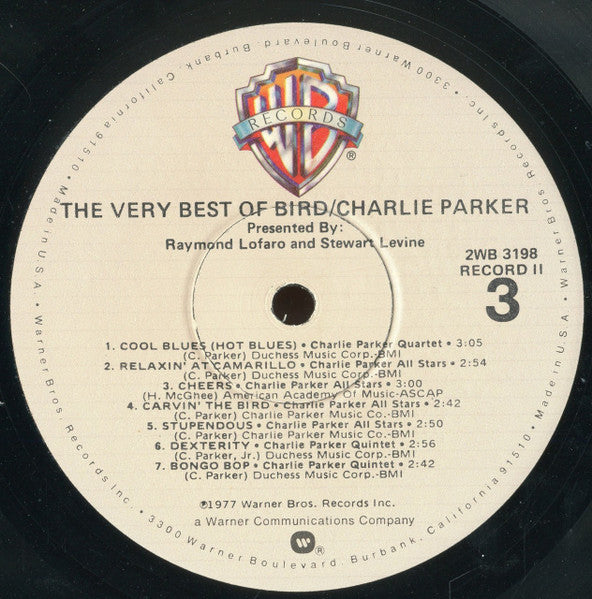 WB
RECORDS
®
THE VERY BEST OF BIRD/CHARLIE PARKER
Presented By:
Raymond Lofaro and Stewart Levine
2WB 3198
RECORD II
3
1. COOL BLUES (HOT BLUES) • Charlie Parker Quartet • 3:05
(C. Parker) Duchess Music Corp.-BMI
2. RELAXIN' AT CAMARILLO • Charlie Parker All Stars • 2:54
(C. Parker) Duchess Music Corp.-BMI
3. CHEERS • Charlie Parker All Stars • 3:00
(H. McGhee) American Academy Of Music-ASCAP
4. CARVIN' THE BIRD • Charlie Parker All Stars • 2:42
(C. Parker) Charlie Parker Music Co.-BMI
5. STUPENDOUS • Charlie Parker All Stars • 2:50
(C. Parker) Charlie Parker Music Corp.-BMI
6. DEXTERITY • Charlie Parker Quintet • 2:56
(C. Parker, Jr.) Duchess Music Corp.-BMI
7. BONGO BOP • Charlie Parker Quintet • 2:42
(C. Parker) Duchess Music Corp.-BMI
℗1977 Warner Bros. Records Inc.
a Warner Communications Company
W®
Warner Bros. Records Inc. • 3300 Warner Boulevard, Burbank, California 91510 • Made in U.S.A. • Warner Bros. Records Inc. • 3300 Warner Boulevard, Burbank, California 91510 • Made in U.S.A. •